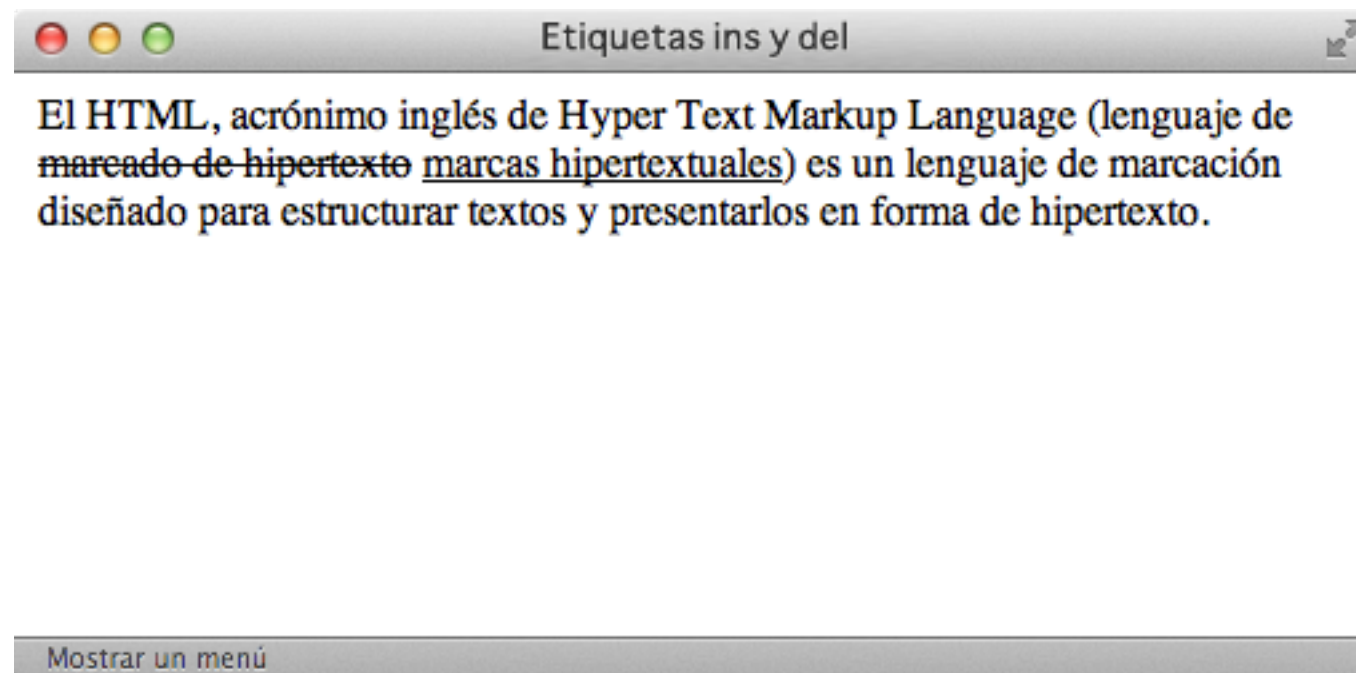 Etiquetas ins y del
El HTML, acrónimo inglés de Hyper Text Markup Language (lenguaje de
marcado de hipertexto marcas hipertextuales) es un lenguaje de marcación
diseñado para estructurar textos y presentarlos en forma de hipertexto.
Mostrar un menú